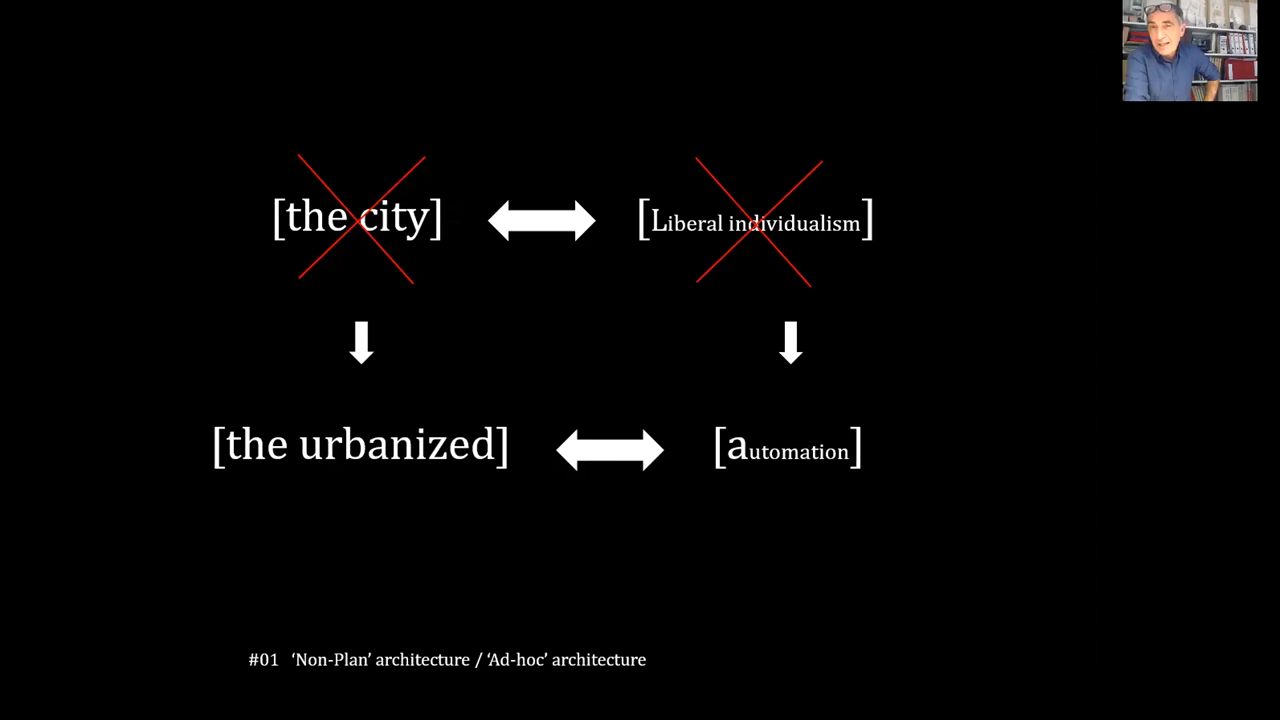 [the city] [Liberal individualism]
[the urbanized] [automation]
#01 ‘Non-Plan’ architecture / ‘Ad-hoc’ architecture